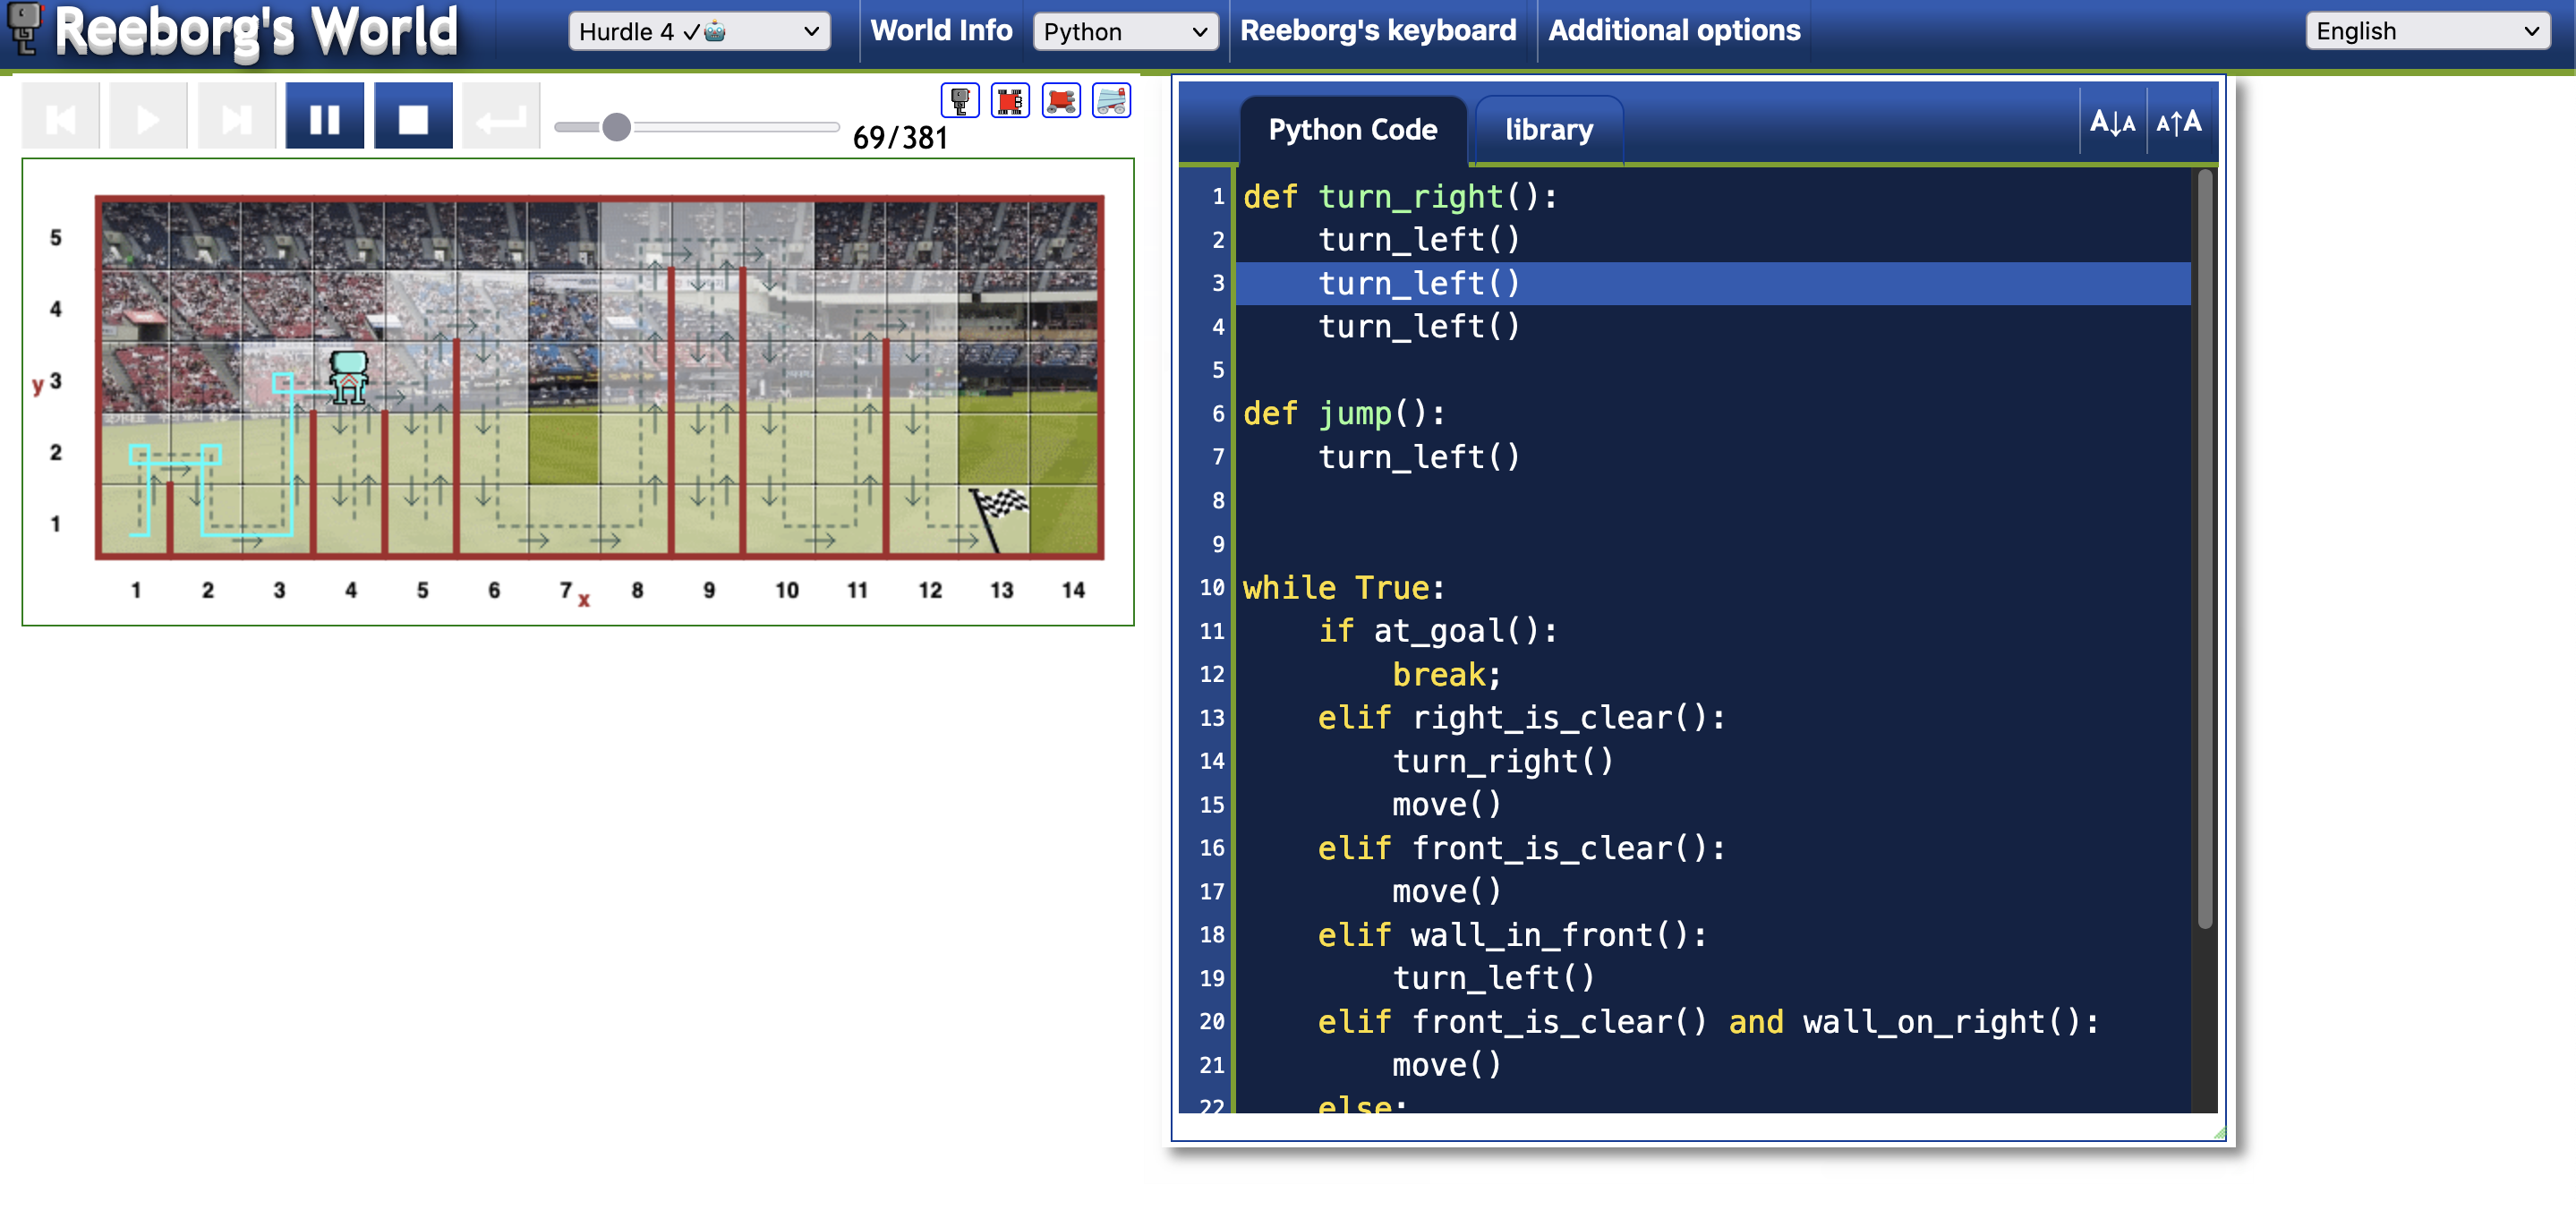 Reeborg's World
Hurdle 4 ✓🤖
World Info
Python
Reeborg's keyboard
Additional options
English
69/381
Python Code
library
A↓A
A↑A
5
4
y 3
2
1
1 2 3 4 5 6 7 x 8 9 10 11 12 13 14
1 def turn_right():
2     turn_left()
3     turn_left()
4     turn_left()
5
6 def jump():
7     turn_left()
8
9
10 while True:
11     if at_goal():
12         break;
13     elif right_is_clear():
14         turn_right()
15         move()
16     elif front_is_clear():
17         move()
18     elif wall_in_front():
19         turn_left()
20     elif front_is_clear() and wall_on_right():
21         move()
22     else: